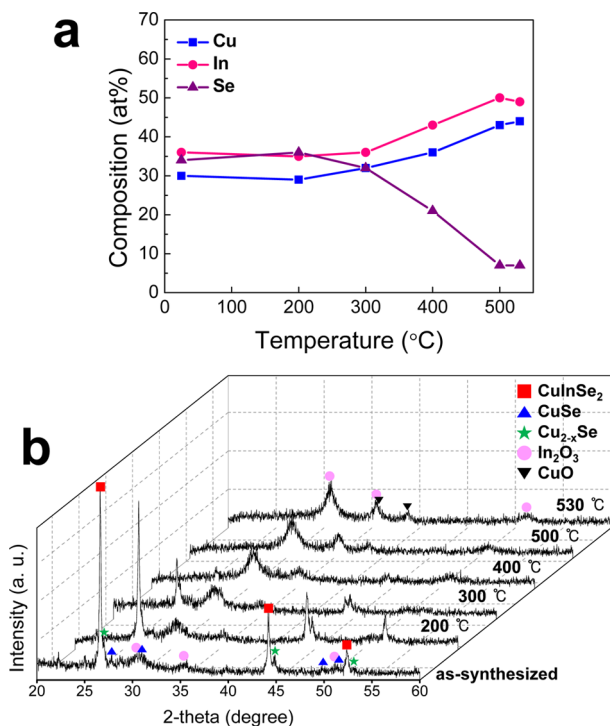 a
70
60
50
40
30
20
10
0
Composition (at%)
Cu
In
Se
0 100 200 300 400 500
Temperature (°C)
b
CuInSe2
CuSe
Cu2-xSe
In2O3
CuO
530 ℃
500 ℃
400 ℃
300 ℃
200 ℃
as-synthesized
Intensity (a. u.)
20 25 30 35 40 45 50 55 60
2-theta (degree)